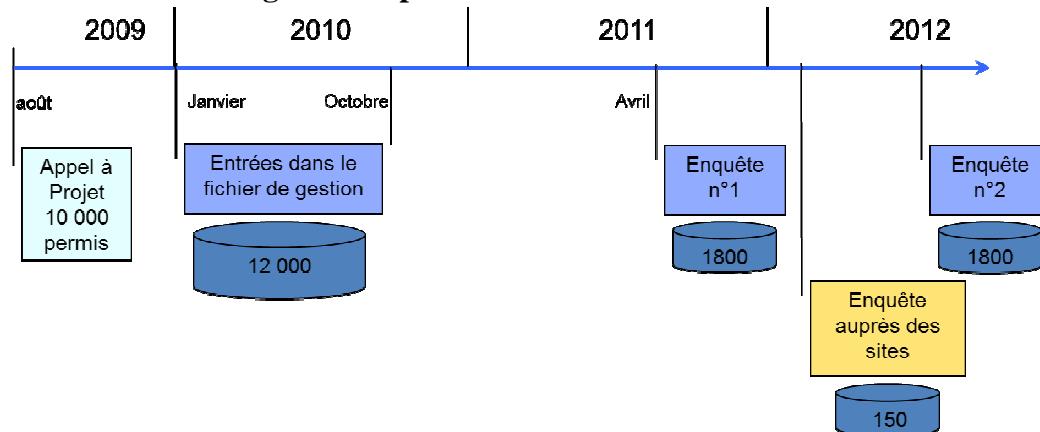 2009 2010 2011 2012
août Janvier Octobre Avril
Appel à
Projet
10 000
permis
Entrées dans le
fichier de gestion
12 000
Enquête
n°1
1800
Enquête
n°2
1800
Enquête
auprès des
sites
150